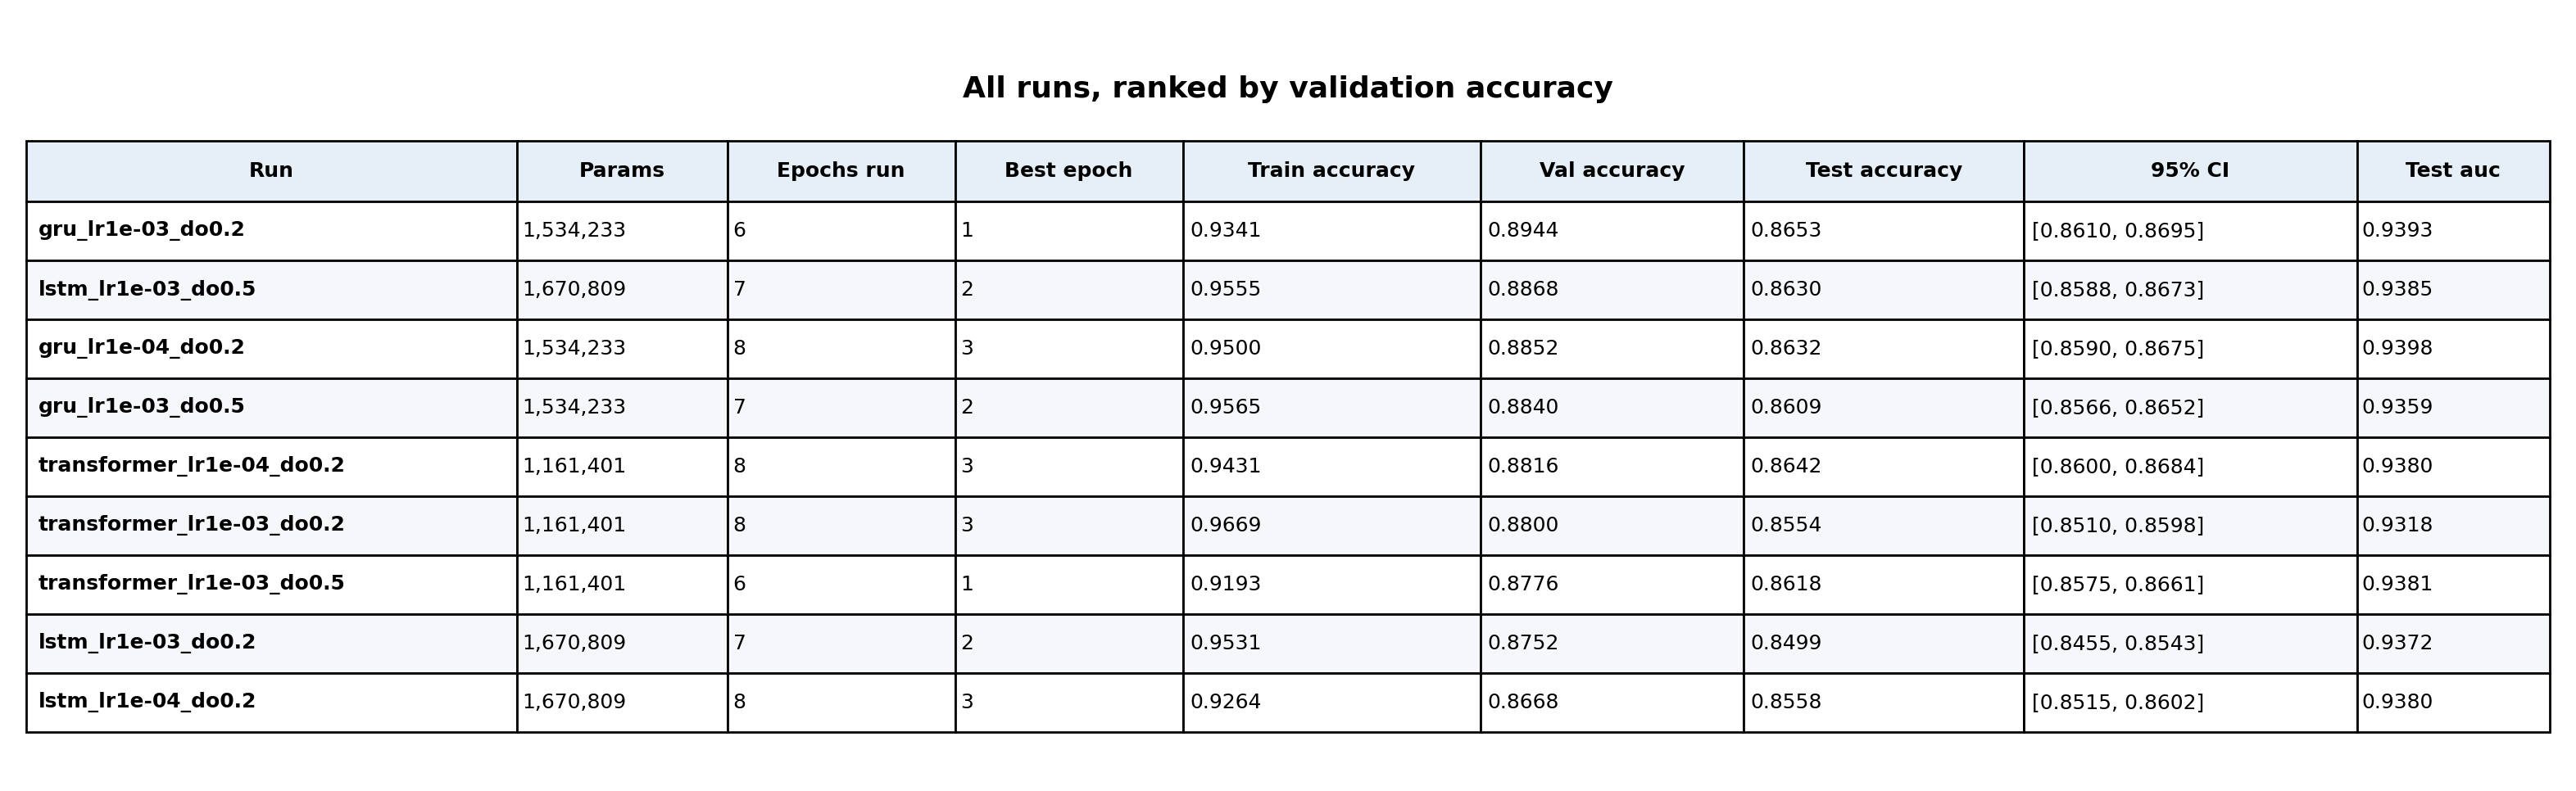 All runs, ranked by validation accuracy
Run Params Epochs run Best epoch Train accuracy Val accuracy Test accuracy 95% CI Test auc
gru_lr1e-03_do0.2 1,534,233 6 1 0.9341 0.8944 0.8653 [0.8610, 0.8695] 0.9393
lstm_lr1e-03_do0.5 1,670,809 7 2 0.9555 0.8868 0.8630 [0.8588, 0.8673] 0.9385
gru_lr1e-04_do0.2 1,534,233 8 3 0.9500 0.8852 0.8632 [0.8590, 0.8675] 0.9398
gru_lr1e-03_do0.5 1,534,233 7 2 0.9565 0.8840 0.8609 [0.8566, 0.8652] 0.9359
transformer_lr1e-04_do0.2 1,161,401 8 3 0.9431 0.8816 0.8642 [0.8600, 0.8684] 0.9380
transformer_lr1e-03_do0.2 1,161,401 8 3 0.9669 0.8800 0.8554 [0.8510, 0.8598] 0.9318
transformer_lr1e-03_do0.5 1,161,401 6 1 0.9193 0.8776 0.8618 [0.8575, 0.8661] 0.9381
lstm_lr1e-03_do0.2 1,670,809 7 2 0.9531 0.8752 0.8499 [0.8455, 0.8543] 0.9372
lstm_lr1e-04_do0.2 1,670,809 8 3 0.9264 0.8668 0.8558 [0.8515, 0.8602] 0.9380